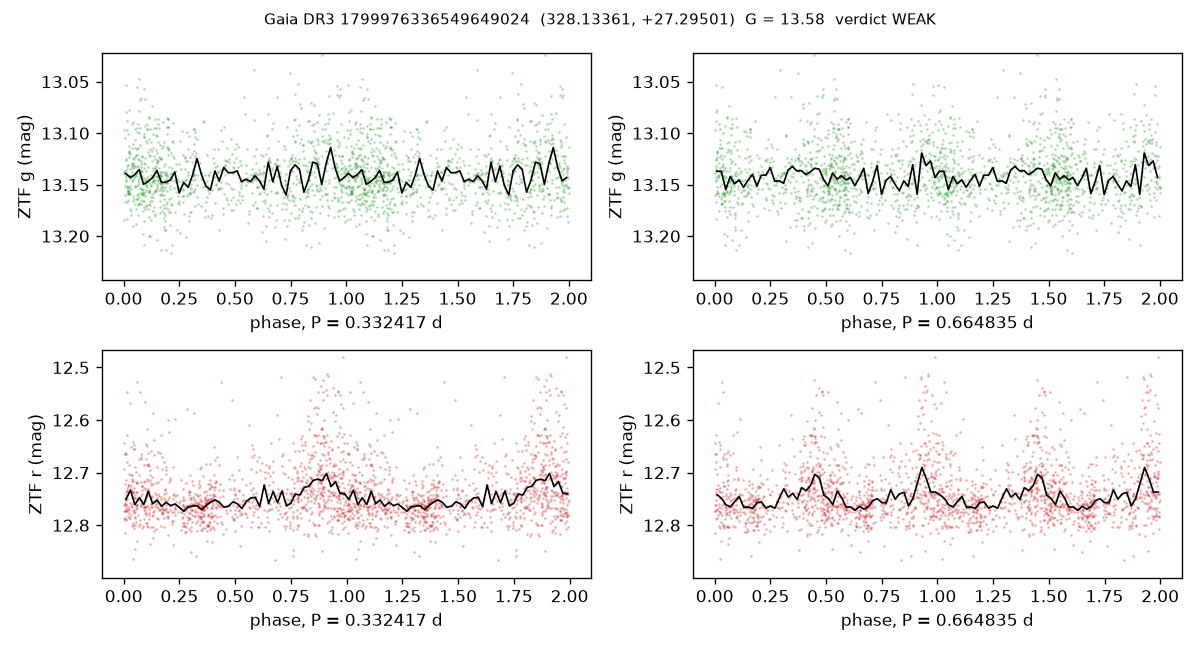 Gaia DR3 1799976336549649024 (328.13361, +27.29501) G = 13.58 verdict WEAK
ZTF g (mag)
13.05
13.10
13.15
13.20
0.00 0.25 0.50 0.75 1.00 1.25 1.50 1.75 2.00
phase, P = 0.332417 d
ZTF g (mag)
13.05
13.10
13.15
13.20
0.00 0.25 0.50 0.75 1.00 1.25 1.50 1.75 2.00
phase, P = 0.664835 d
ZTF r (mag)
12.5
12.6
12.7
12.8
0.00 0.25 0.50 0.75 1.00 1.25 1.50 1.75 2.00
phase, P = 0.332417 d
ZTF r (mag)
12.5
12.6
12.7
12.8
0.00 0.25 0.50 0.75 1.00 1.25 1.50 1.75 2.00
phase, P = 0.664835 d